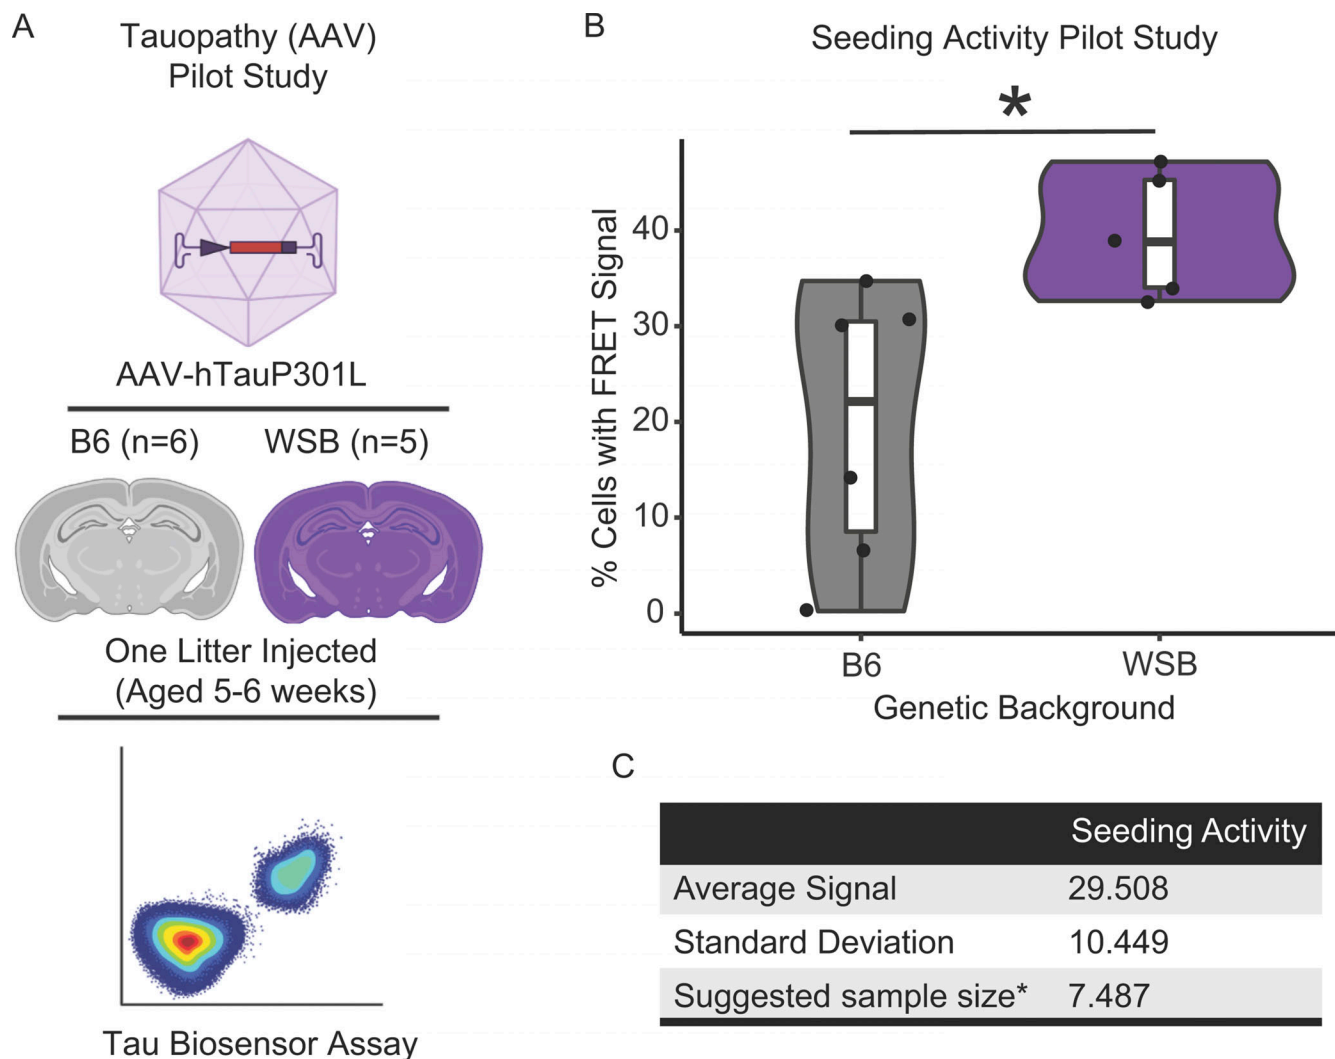 A
Tauopathy (AAV)
Pilot Study
AAV-hTauP301L
B6 (n=6)
WSB (n=5)
One Litter Injected
(Aged 5-6 weeks)
Tau Biosensor Assay
B
Seeding Activity Pilot Study
*
% Cells with FRET Signal
40
30
20
10
0
B6
WSB
Genetic Background
C
Seeding Activity
Average Signal 29.508
Standard Deviation 10.449
Suggested sample size* 7.487